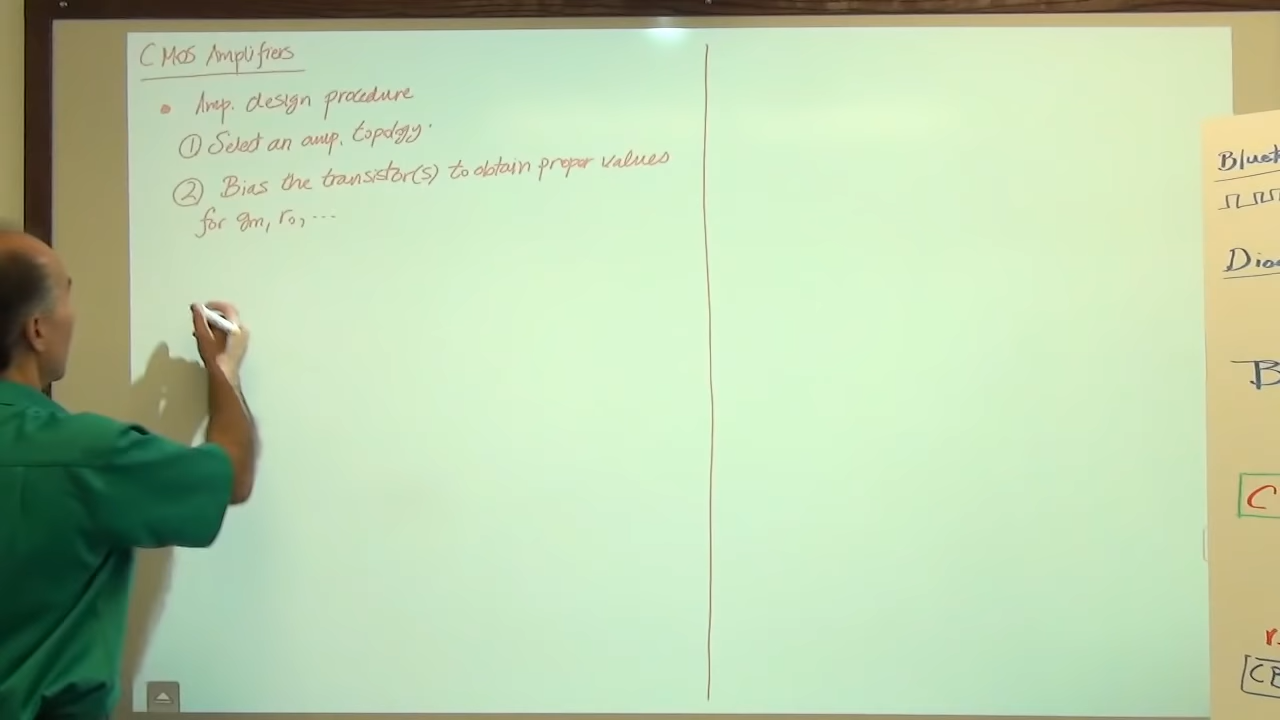 CMOS Amplifiers
• Amp. design procedure
① Select an amp. topology.
② Bias the transistor(s) to obtain proper values
for gm, ro, ...